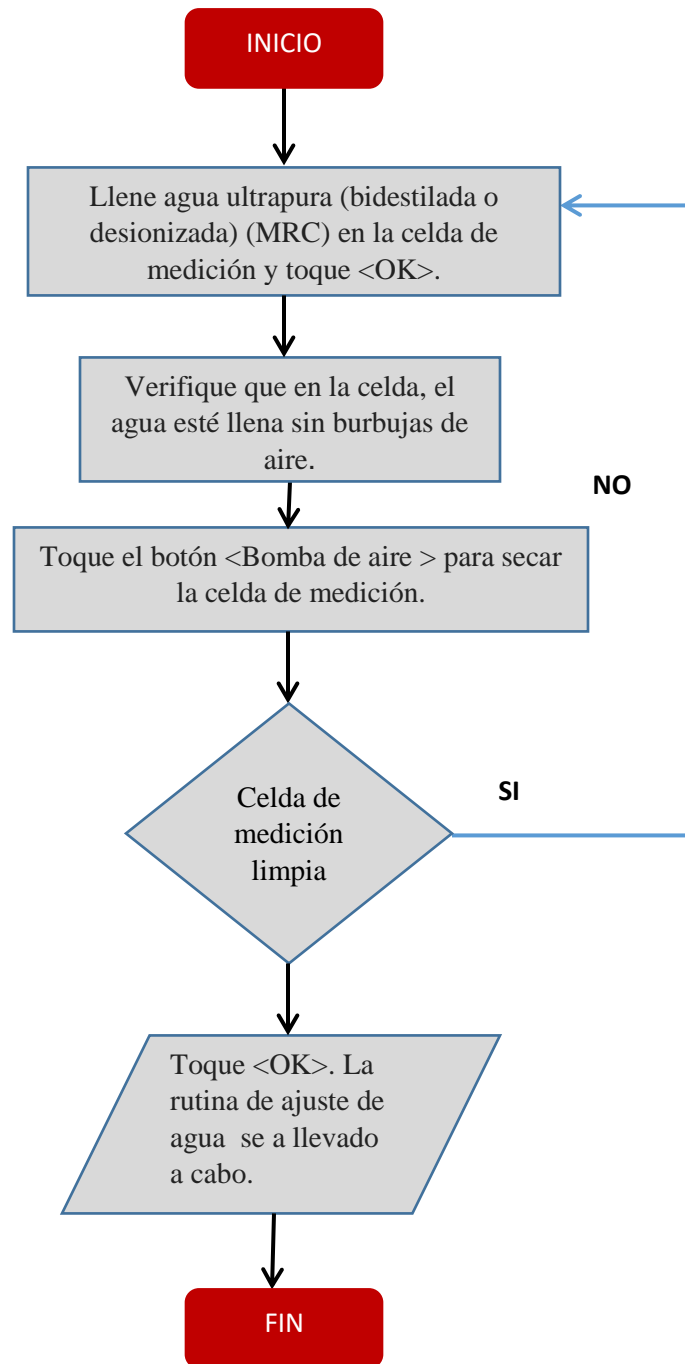 INICIO
Llene agua ultrapura (bidestilada o
desionizada) (MRC) en la celda de
medición y toque <OK>.
Verifique que en la celda, el
agua esté llena sin burbujas de
aire.
NO
Toque el botón <Bomba de aire > para secar
la celda de medición.
SI
Celda de
medición
limpia
Toque <OK>. La
rutina de ajuste de
agua  se a llevado
a cabo.
FIN